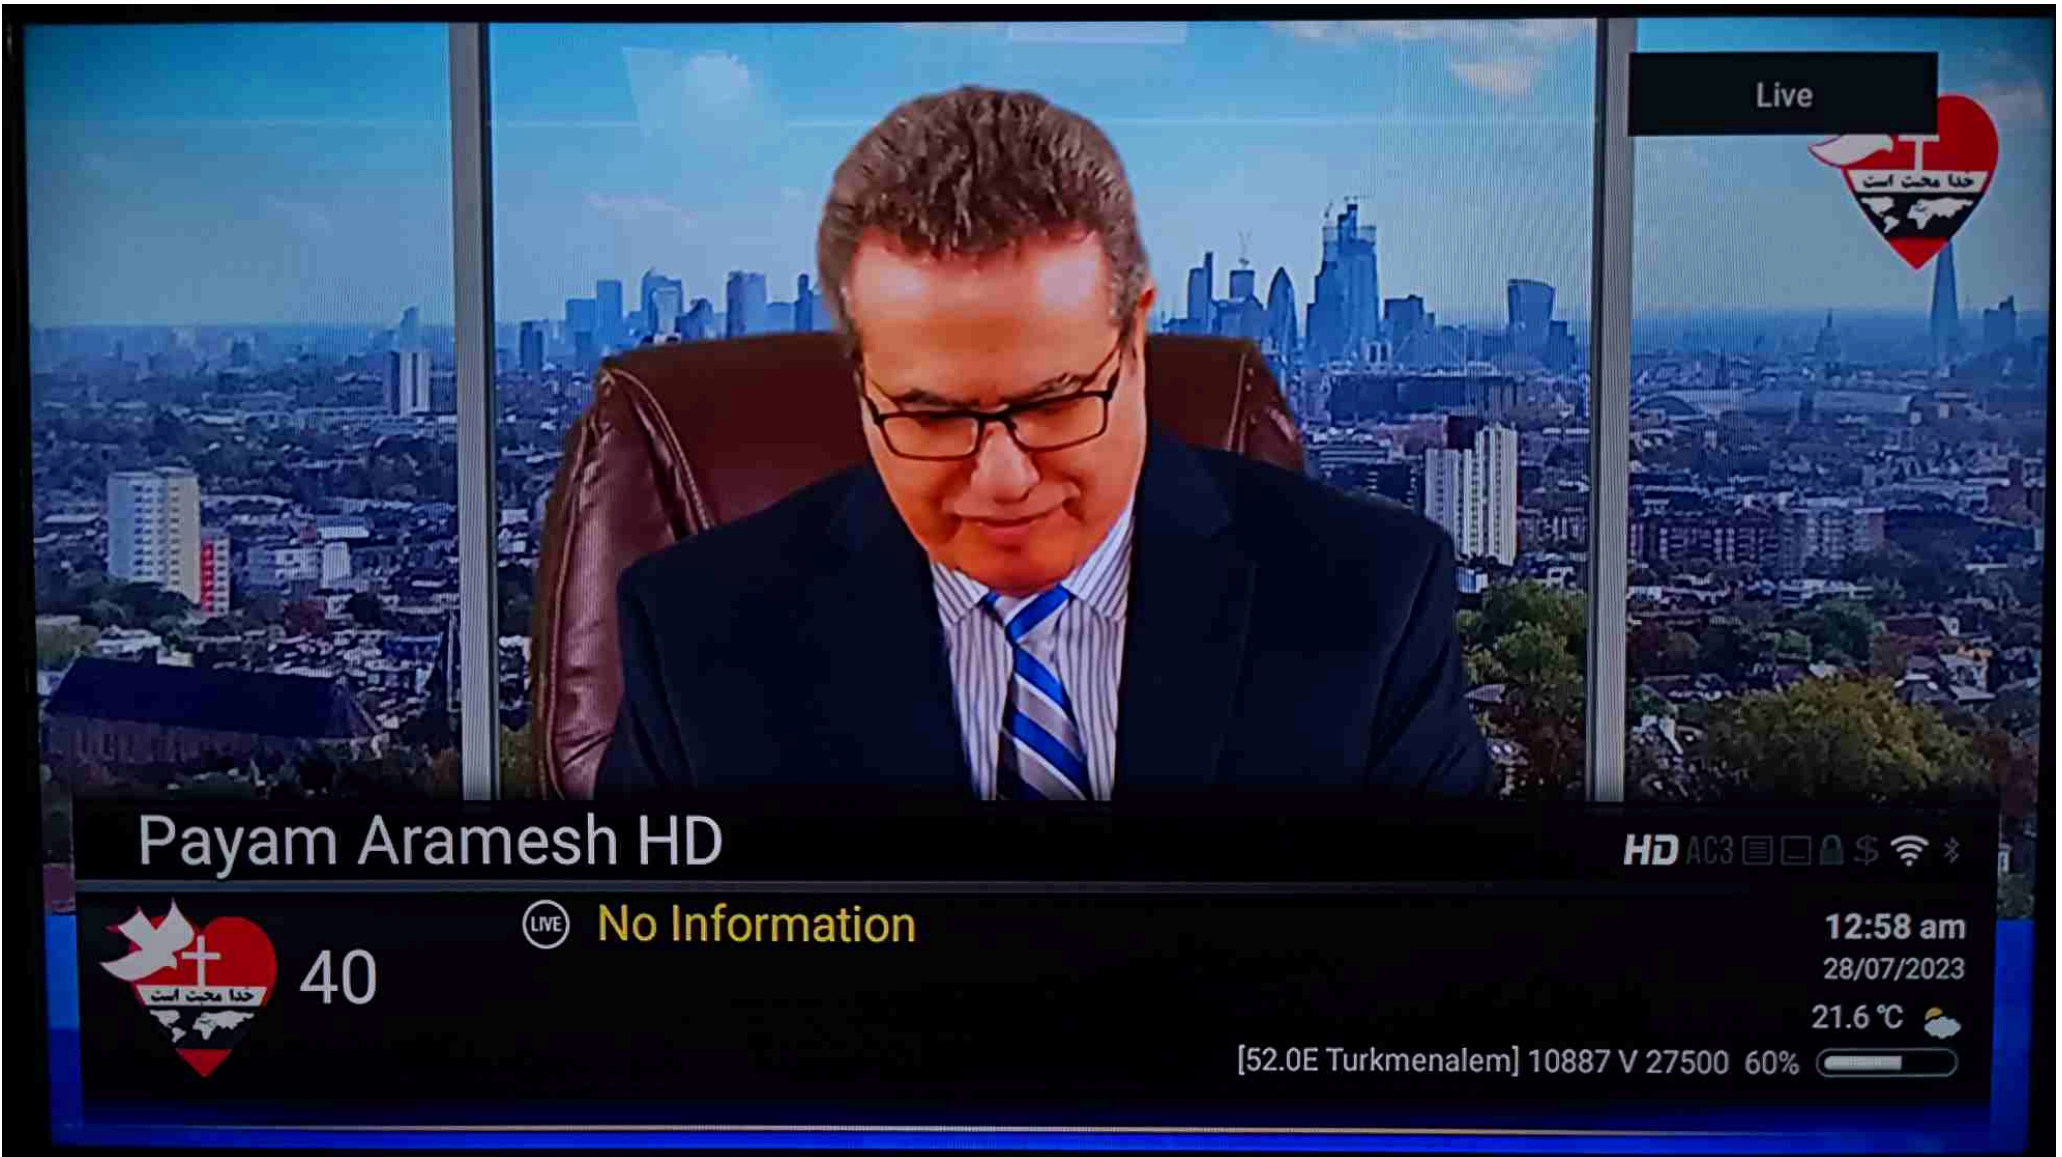 Live
خدا محبت است
Payam Aramesh HD
HD AC3 $
40
LIVE No Information
خدا محبت است
12:58 am
28/07/2023
21.6 °C
[52.0E Turkmenalem] 10887 V 27500 60%